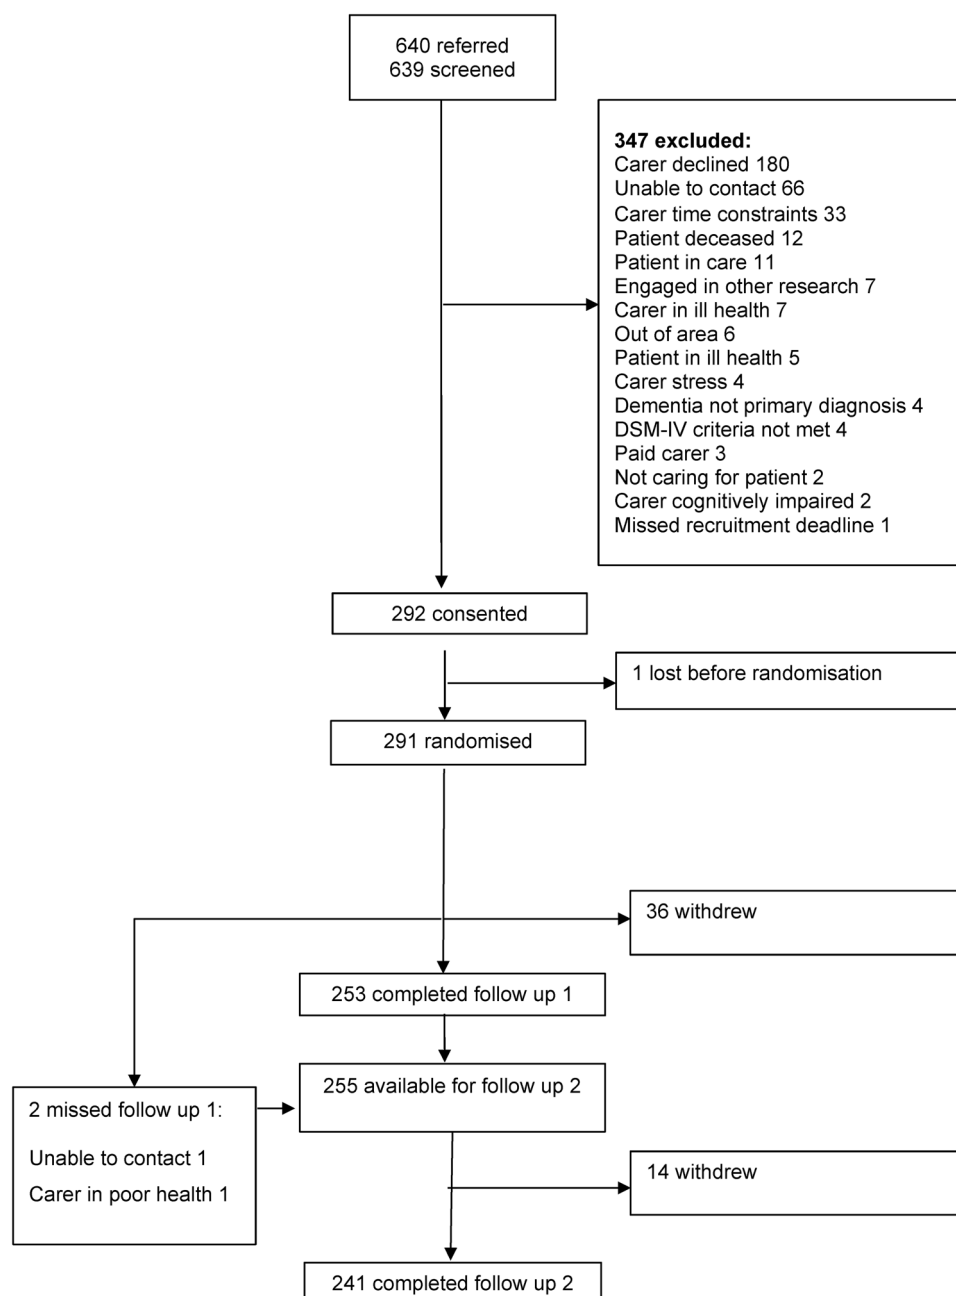 640 referred
639 screened
347 excluded:
Carer declined 180
Unable to contact 66
Carer time constraints 33
Patient deceased 12
Patient in care 11
Engaged in other research 7
Carer in ill health 7
Out of area 6
Patient in ill health 5
Carer stress 4
Dementia not primary diagnosis 4
DSM-IV criteria not met 4
Paid carer 3
Not caring for patient 2
Carer cognitively impaired 2
Missed recruitment deadline 1
292 consented
1 lost before randomisation
291 randomised
36 withdrew
253 completed follow up 1
255 available for follow up 2
2 missed follow up 1:
Unable to contact 1
Carer in poor health 1
14 withdrew
241 completed follow up 2